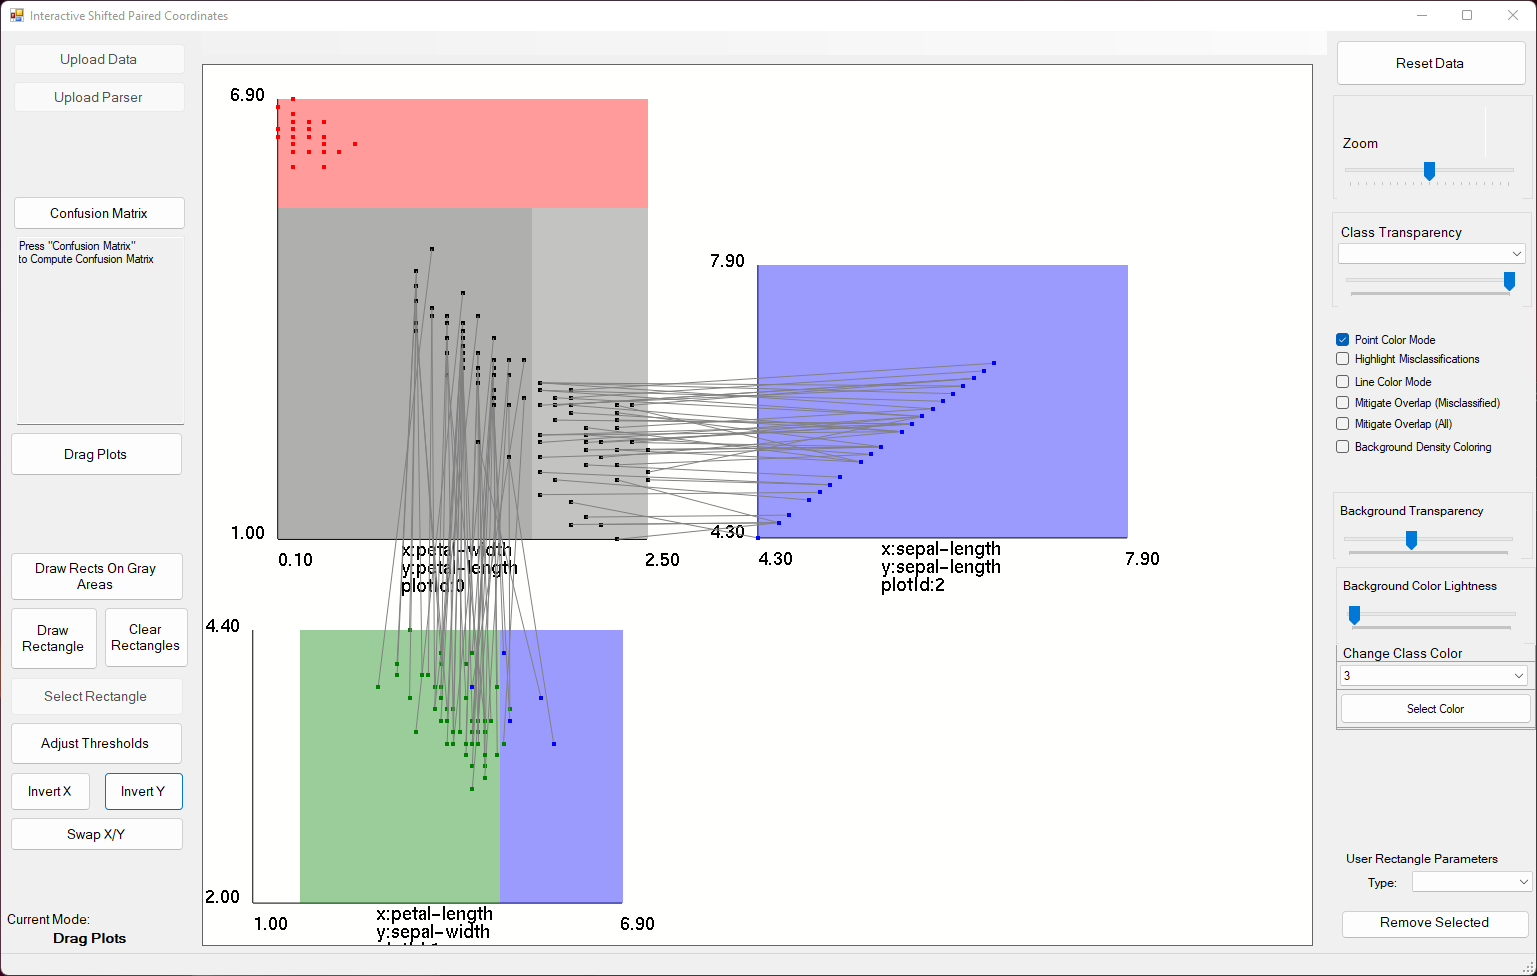 Interactive Shifted Paired Coordinates
Upload Data
Upload Parser
Confusion Matrix
Press "Confusion Matrix"
to Compute Confusion Matrix
Drag Plots
Draw Rects On Gray
Areas
Draw
Rectangle
Clear
Rectangles
Select Rectangle
Adjust Thresholds
Invert X
Invert Y
Swap X/Y
Current Mode:
Drag Plots
6.90
1.00
0.10
2.50
x:petal-width
y:petal-length
plotId:0
7.90
4.30
4.30
7.90
x:sepal-length
y:sepal-length
plotId:2
4.40
2.00
1.00
6.90
x:petal-length
y:sepal-width
Reset Data
Zoom
Class Transparency
Point Color Mode
Highlight Misclassifications
Line Color Mode
Mitigate Overlap (Misclassified)
Mitigate Overlap (All)
Background Density Coloring
Background Transparency
Background Color Lightness
Change Class Color
3
Select Color
User Rectangle Parameters
Type:
Remove Selected